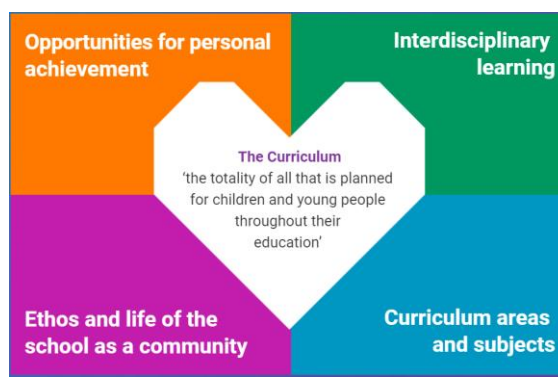 Opportunities for personal
achievement
Interdisciplinary
learning
The Curriculum
‘the totality of all that is planned
for children and young people
throughout their
education’
Ethos and life of the
school as a community
Curriculum areas
and subjects